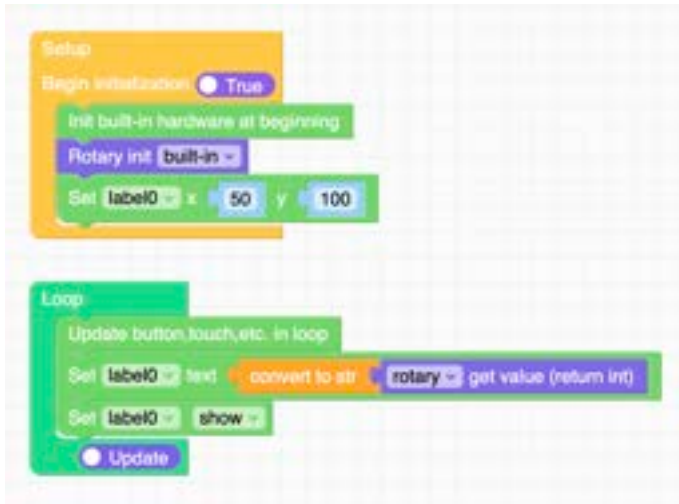 Setup
Begin initialization True
Init built-in hardware at beginning
Rotary init built-in
Set label0 x 50 y 100
Loop
Update button,touch,etc. in loop
Set label0 text convert to str rotary get value (return int)
Set label0 show
Update